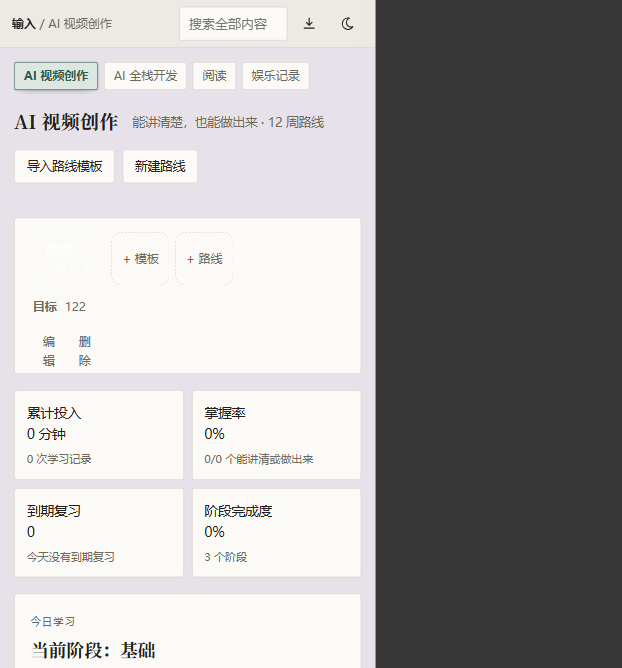 输入 / AI 视频创作
搜索全部内容
AI 视频创作
AI 全栈开发
阅读
娱乐记录
AI 视频创作
能讲清楚，也能做出来 · 12 周路线
导入路线模板
新建路线
+ 模板
+ 路线
目标 122
编辑
删除
累计投入
0 分钟
0 次学习记录
掌握率
0%
0/0 个能讲清或做出来
到期复习
0
今天没有到期复习
阶段完成度
0%
3 个阶段
今日学习
当前阶段：基础